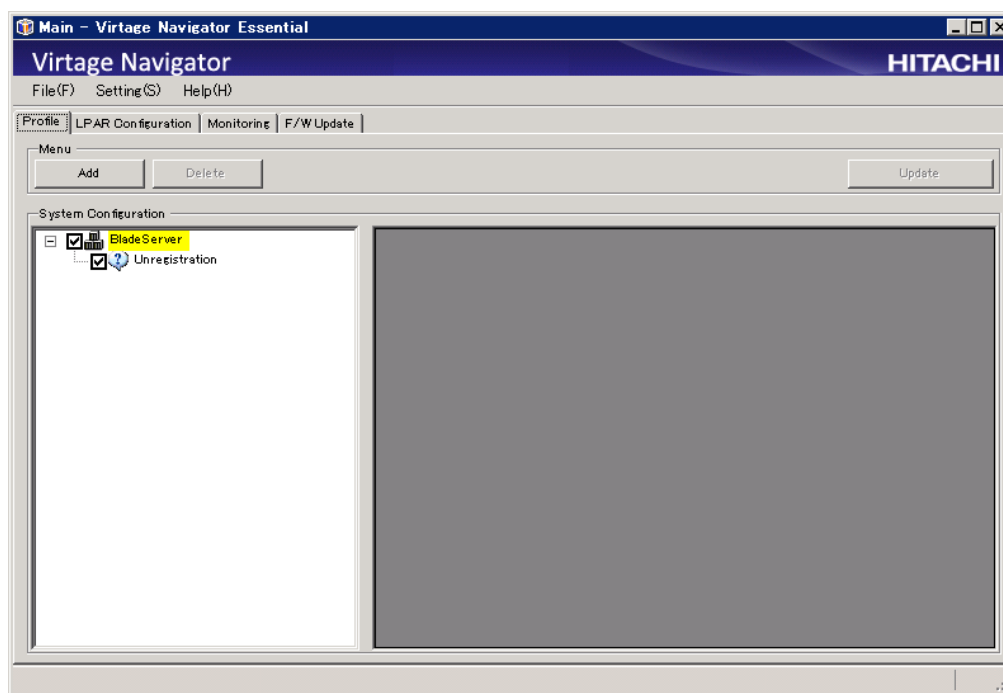 Main - Virtage Navigator Essential
Virtage Navigator HITACHI
File(F) Setting(S) Help(H)
Profile LPAR Configuration Monitoring F/W Update
Menu
Add Delete Update
System Configuration
BladeServer
Unregistration